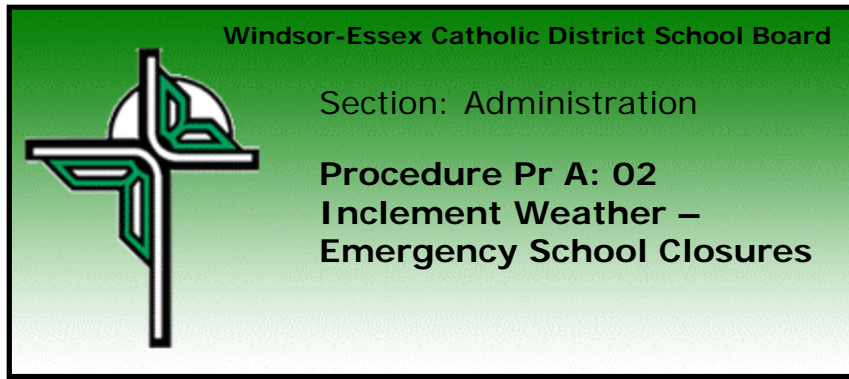 Windsor-Essex Catholic District School Board
Section: Administration
Procedure Pr A: 02
Inclement Weather –
Emergency School Closures